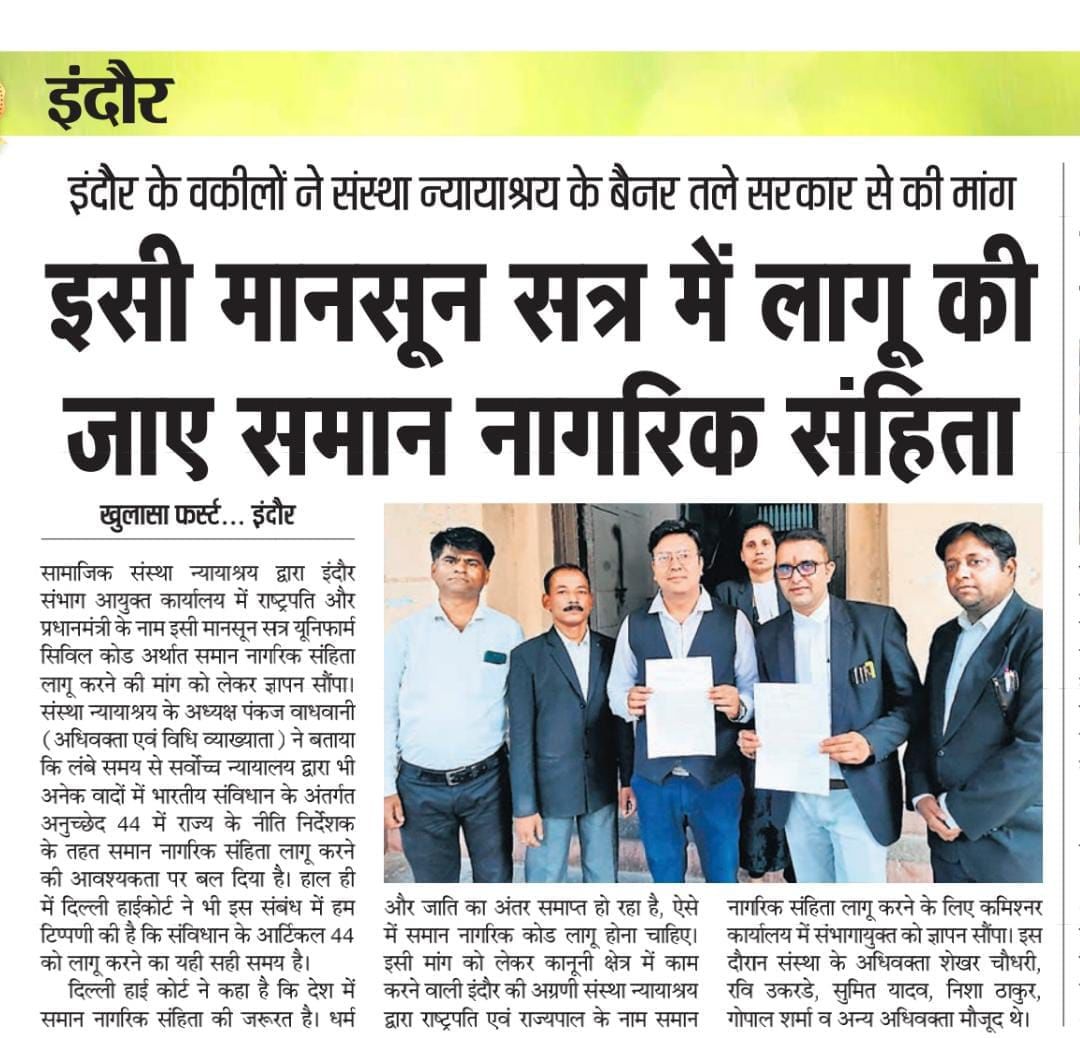 इंदौर
इंदौर के वकीलों ने संस्था न्यायाश्रय के बैनर तले सरकार से की मांग
इसी मानसून सत्र में लागू की
जाए समान नागरिक संहिता
खुलासा फर्स्ट... इंदौर
सामाजिक संस्था न्यायाश्रय द्वारा इंदौर
संभाग आयुक्त कार्यालय में राष्ट्रपति और
प्रधानमंत्री के नाम इसी मानसून सत्र यूनिफार्म
सिविल कोड अर्थात समान नागरिक संहिता
लागू करने की मांग को लेकर ज्ञापन सौंपा।
संस्था न्यायाश्रय के अध्यक्ष पंकज वाधवानी
(अधिवक्ता एवं विधि व्याख्याता) ने बताया
कि लंबे समय से सर्वोच्च न्यायालय द्वारा भी
अनेक वादों में भारतीय संविधान के अंतर्गत
अनुच्छेद 44 में राज्य के नीति निर्देशक
के तहत समान नागरिक संहिता लागू करने
की आवश्यकता पर बल दिया है। हाल ही
में दिल्ली हाईकोर्ट ने भी इस संबंध में हम
टिप्पणी की है कि संविधान के आर्टिकल 44
को लागू करने का यही सही समय है।
दिल्ली हाई कोर्ट ने कहा है कि देश में
समान नागरिक संहिता की जरूरत है। धर्म
और जाति का अंतर समाप्त हो रहा है, ऐसे
में समान नागरिक कोड लागू होना चाहिए।
इसी मांग को लेकर कानूनी क्षेत्र में काम
करने वाली इंदौर की अग्रणी संस्था न्यायाश्रय
द्वारा राष्ट्रपति एवं राज्यपाल के नाम समान
नागरिक संहिता लागू करने के लिए कमिश्नर
कार्यालय में संभागायुक्त को ज्ञापन सौंपा। इस
दौरान संस्था के अधिवक्ता शेखर चौधरी,
रवि उकरडे, सुमित यादव, निशा ठाकुर,
गोपाल शर्मा व अन्य अधिवक्ता मौजूद थे।